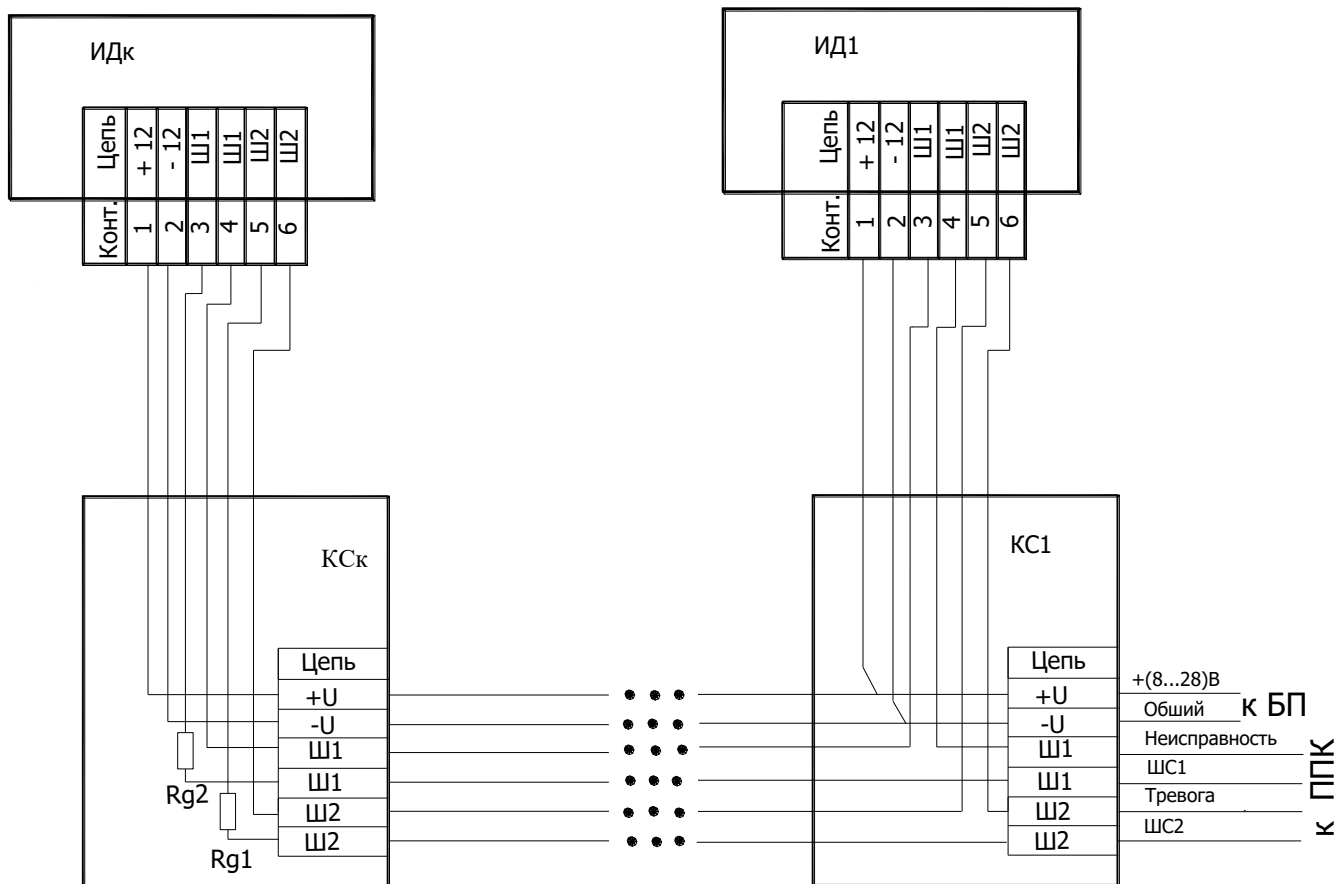 ИДк
ИД1
Цепь + 12 - 12 Ш1 Ш1 Ш2 Ш2
Конт. 1 2 3 4 5 6
Цепь + 12 - 12 Ш1 Ш1 Ш2 Ш2
Конт. 1 2 3 4 5 6
КСк
КС1
Цепь
+U
-U
Ш1
Ш1
Ш2
Ш2
Rg2
Rg1
Цепь
+U
-U
Ш1
Ш1
Ш2
Ш2
+(8...28)В
Обший
к БП
Неисправность
ШС1
Тревога
ШС2
к ППК